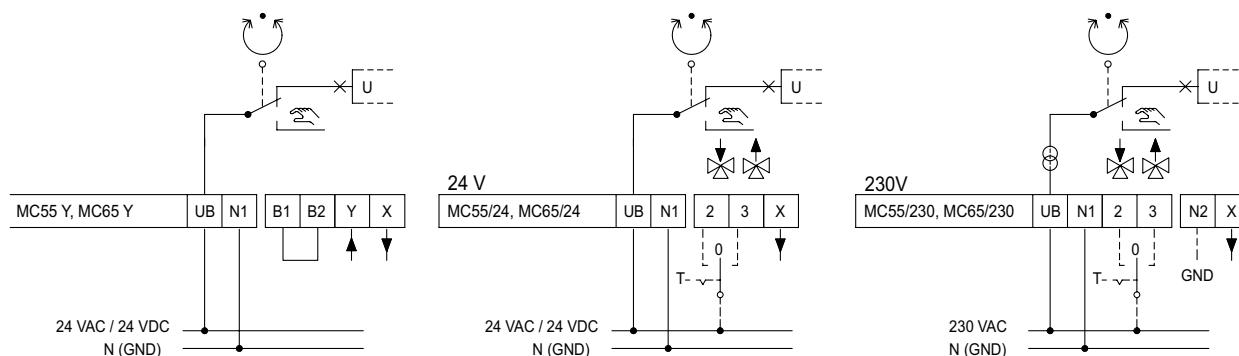 U
MC55 Y, MC65 Y
UB
N1
B1
B2
Y
X
24 VAC / 24 VDC
N (GND)
U
24 V
MC55/24, MC65/24
UB
N1
2
3
X
0
T
24 VAC / 24 VDC
N (GND)
U
230V
MC55/230, MC65/230
UB
N1
2
3
N2
X
0
GND
T
230 VAC
N (GND)